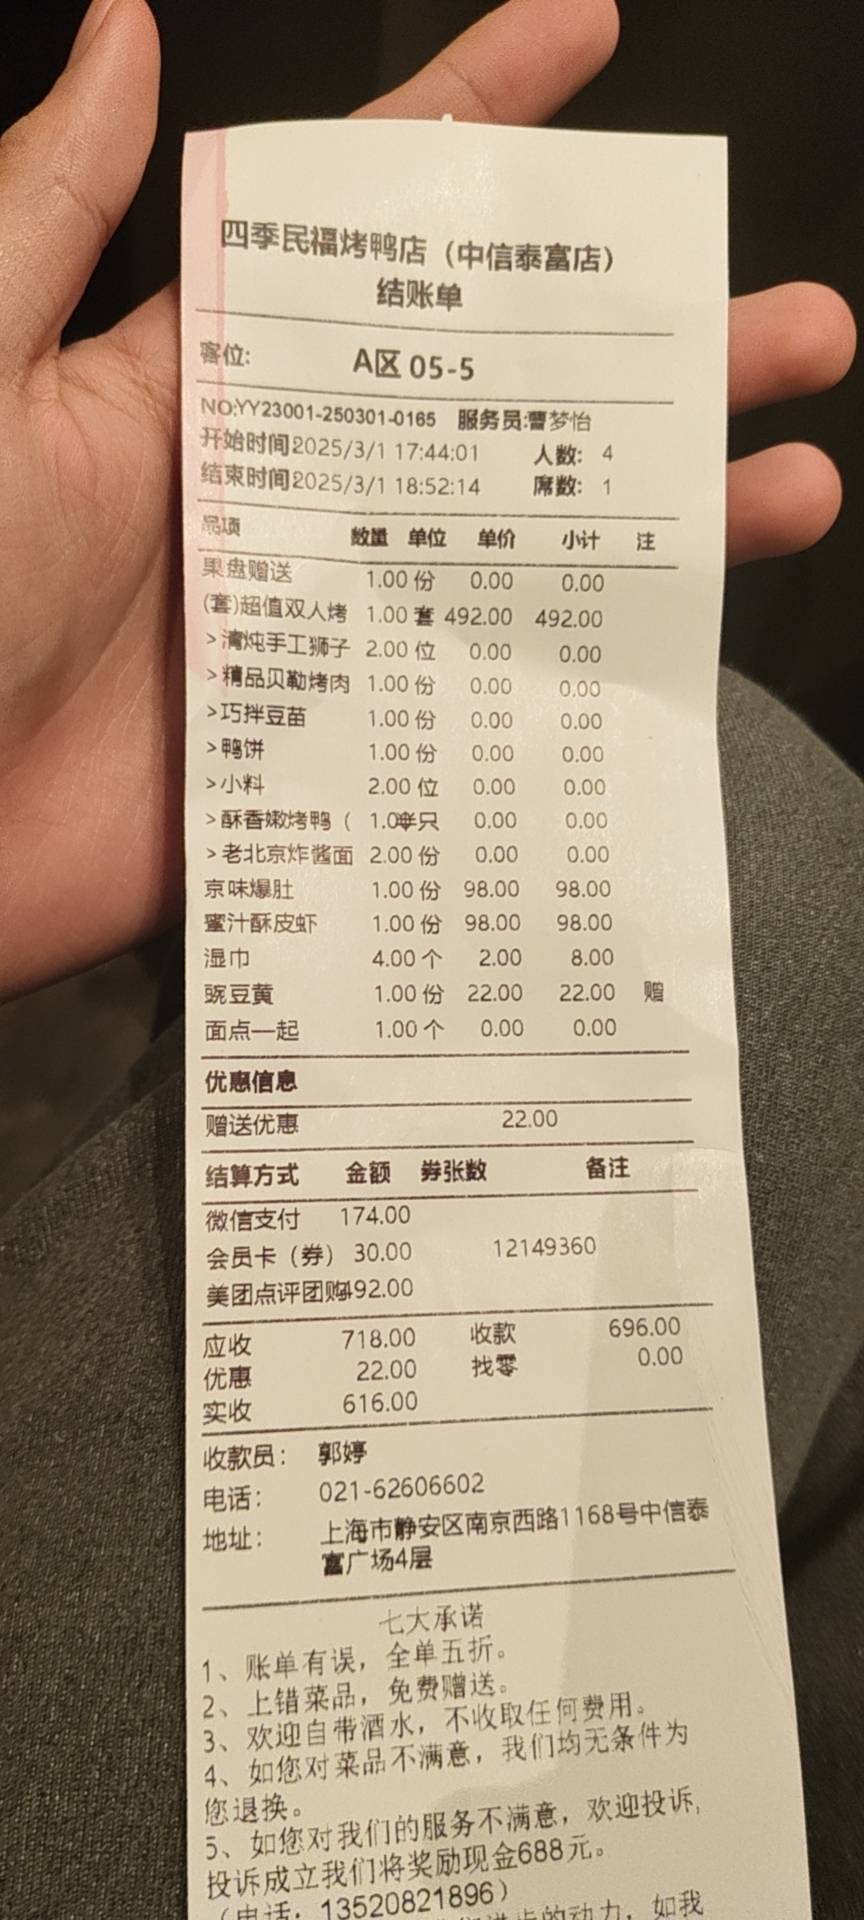 四季民福烤鸭店（中信泰富店）
结账单
客位: A区 05-5
NO:YY23001-250301-0165 服务员:曹梦怡
开始时间2025/3/1 17:44:01 人数: 4
结束时间2025/3/1 18:52:14 席数: 1
品项 数量 单位 单价 小计 注
果盘赠送 1.00 份 0.00 0.00
(套)超值双人烤 1.00 套 492.00 492.00
>清炖手工狮子 2.00 位 0.00 0.00
>精品贝勒烤肉 1.00 份 0.00 0.00
>巧拌豆苗 1.00 份 0.00 0.00
>鸭饼 1.00 份 0.00 0.00
>小料 2.00 位 0.00 0.00
>酥香嫩烤鸭（ 1.00半只 0.00 0.00
>老北京炸酱面 2.00 份 0.00 0.00
京味爆肚 1.00 份 98.00 98.00
蜜汁酥皮虾 1.00 份 98.00 98.00
湿巾 4.00 个 2.00 8.00
豌豆黄 1.00 份 22.00 22.00 赠
面点一起 1.00 个 0.00 0.00
优惠信息
赠送优惠 22.00
结算方式 金额 券张数 备注
微信支付 174.00
会员卡（券） 30.00 12149360
美团点评团购492.00
应收 718.00 收款 696.00
优惠 22.00 找零 0.00
实收 616.00
收款员: 郭婷
电话: 021-62606602
地址: 上海市静安区南京西路1168号中信泰
富广场4层
七大承诺
1、账单有误，全单五折。
2、上错菜品，免费赠送。
3、欢迎自带酒水，不收取任何费用。
4、如您对菜品不满意，我们均无条件为
您退换。
5、如您对我们的服务不满意，欢迎投诉,
投诉成立我们将奖励现金688元。
（电话: 13520821896）
进步的动力，如我